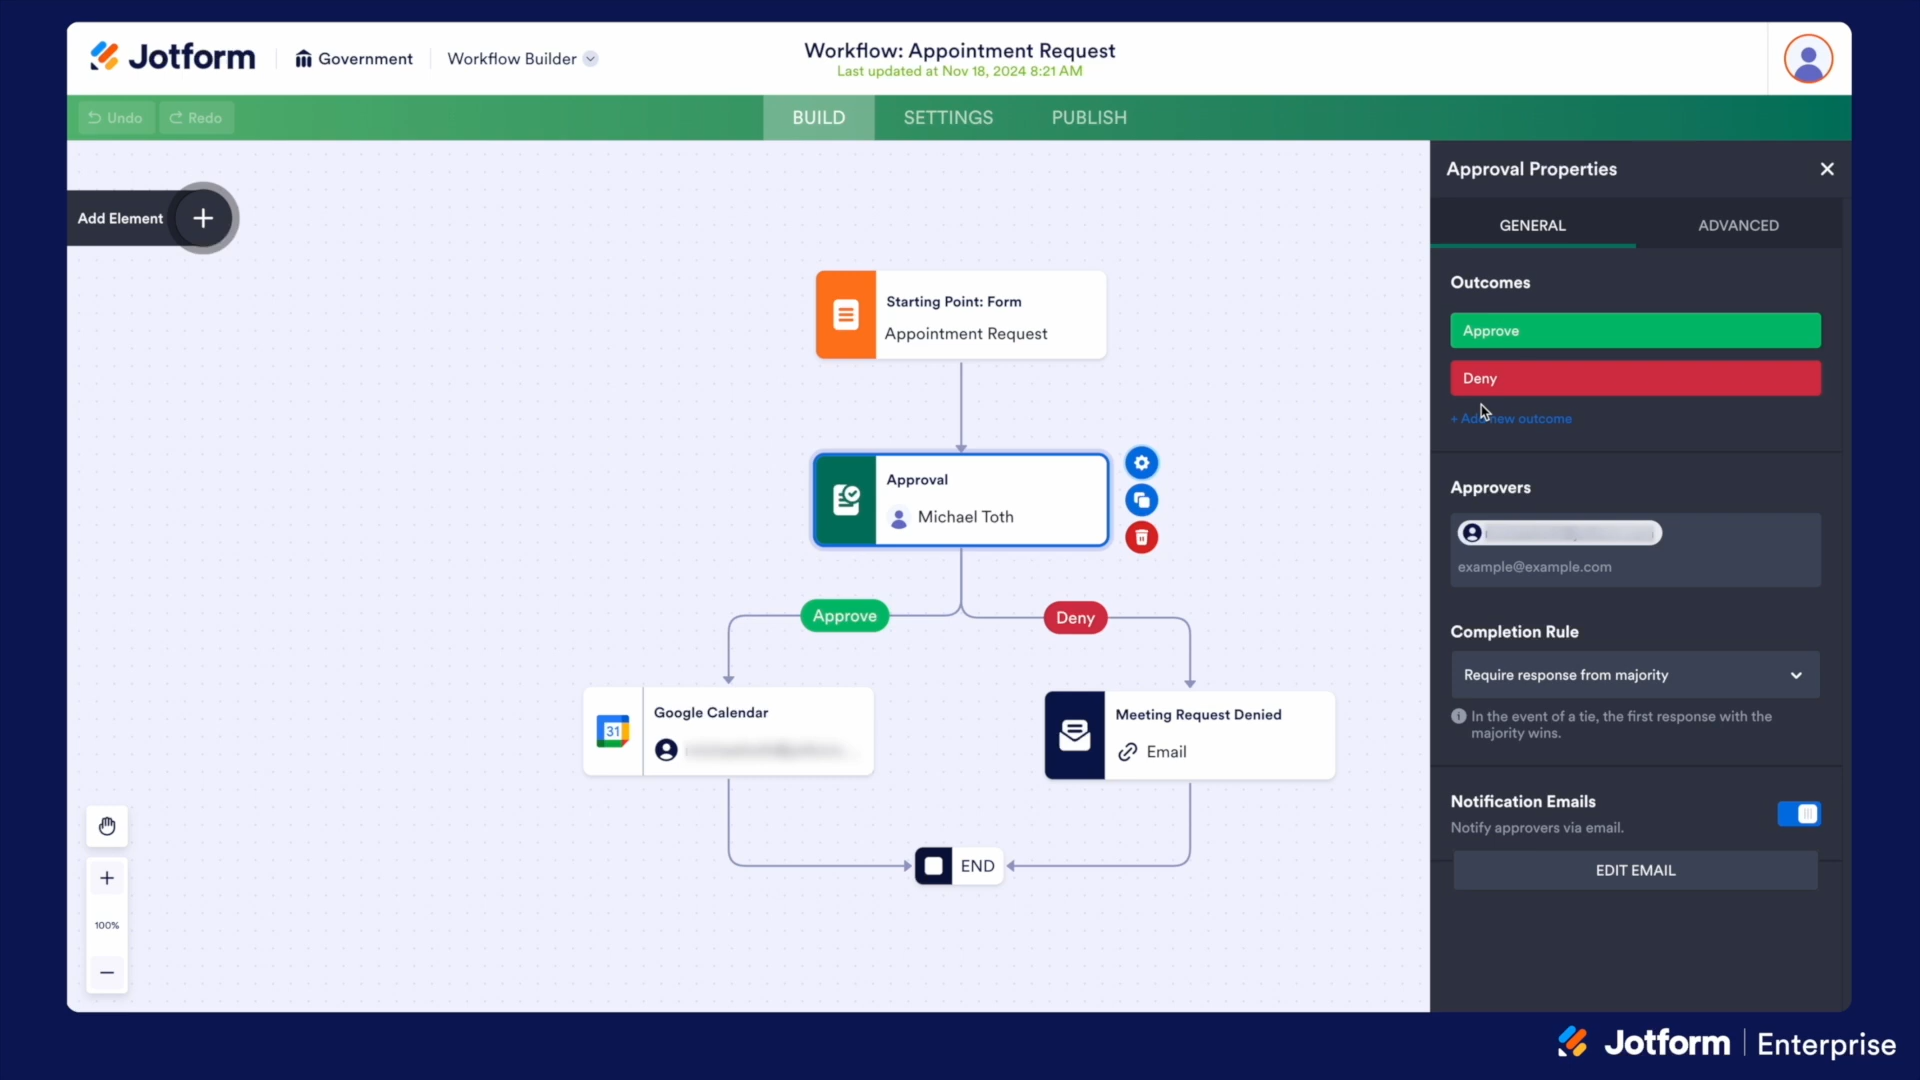 Jotform
Government
Workflow Builder
Workflow: Appointment Request
Last updated at Nov 18, 2024 8:21 AM
Undo
Redo
BUILD
SETTINGS
PUBLISH
Add Element
Starting Point: Form
Appointment Request
Approval
Michael Toth
Approve
Deny
Google Calendar
31
Meeting Request Denied
Email
END
100%
Approval Properties
GENERAL
ADVANCED
Outcomes
Approve
Deny
+ Add new outcome
Approvers
example@example.com
Completion Rule
Require response from majority
In the event of a tie, the first response with the
majority wins.
Notification Emails
Notify approvers via email.
EDIT EMAIL
Jotform Enterprise